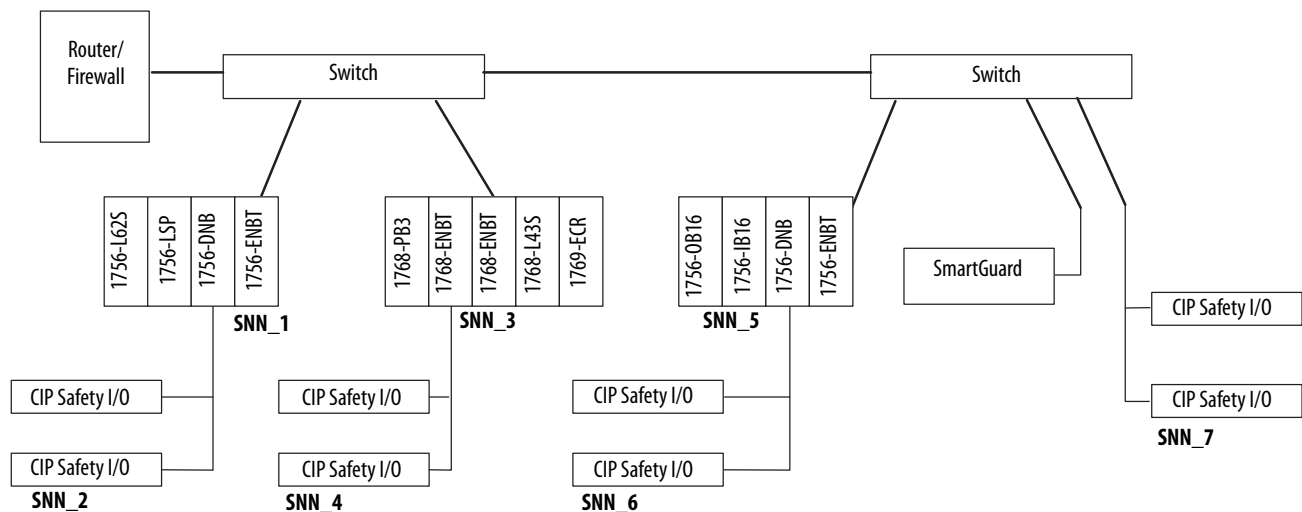 Router/
Firewall
Switch
Switch
1756-L62S
1756-LSP
1756-DNB
1756-ENBT
1768-PB3
1768-ENBT
1768-ENBT
1768-L43S
1769-ECR
1756-OB16
1756-IB16
1756-DNB
1756-ENBT
SmartGuard
SNN_1
SNN_3
SNN_5
CIP Safety I/O
CIP Safety I/O
CIP Safety I/O
CIP Safety I/O
CIP Safety I/O
SNN_7
CIP Safety I/O
CIP Safety I/O
CIP Safety I/O
SNN_2
SNN_4
SNN_6